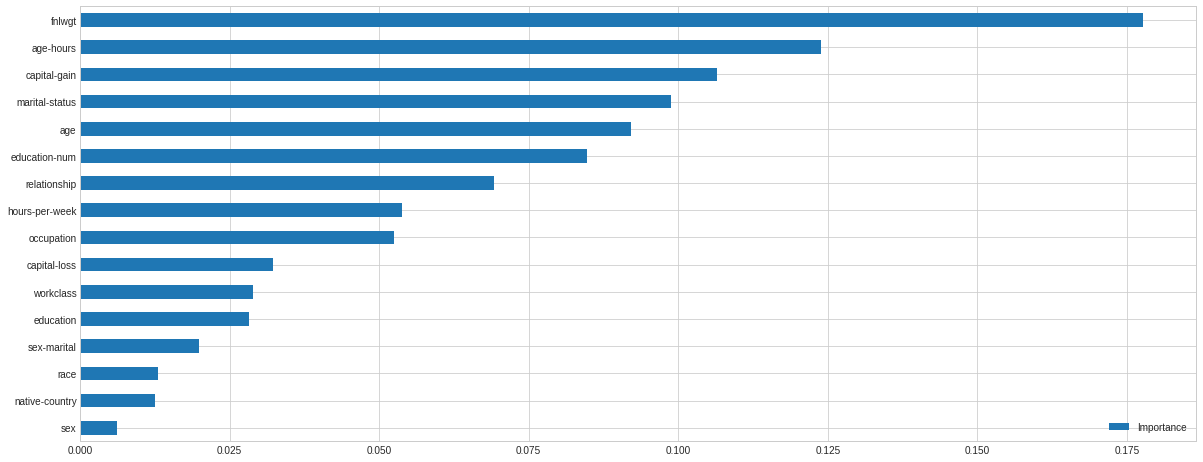 fnlwgt
age-hours
capital-gain
marital-status
age
education-num
relationship
hours-per-week
occupation
capital-loss
workclass
education
sex-marital
race
native-country
sex
Importance
0.000 0.025 0.050 0.075 0.100 0.125 0.150 0.175